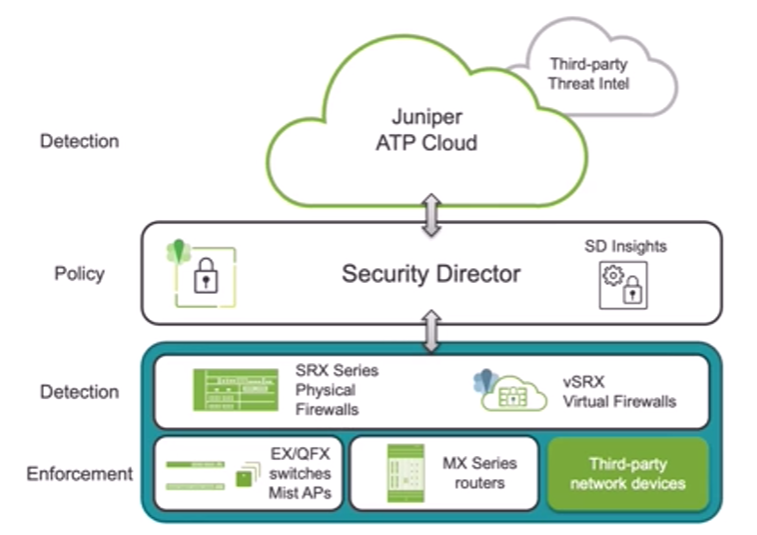 Third-party
Threat Intel
Juniper
ATP Cloud
Detection
Policy
Security Director
SD Insights
Detection
SRX Series
Physical
Firewalls
vSRX
Virtual Firewalls
Enforcement
EX/QFX
switches
Mist APs
MX Series
routers
Third-party
network devices